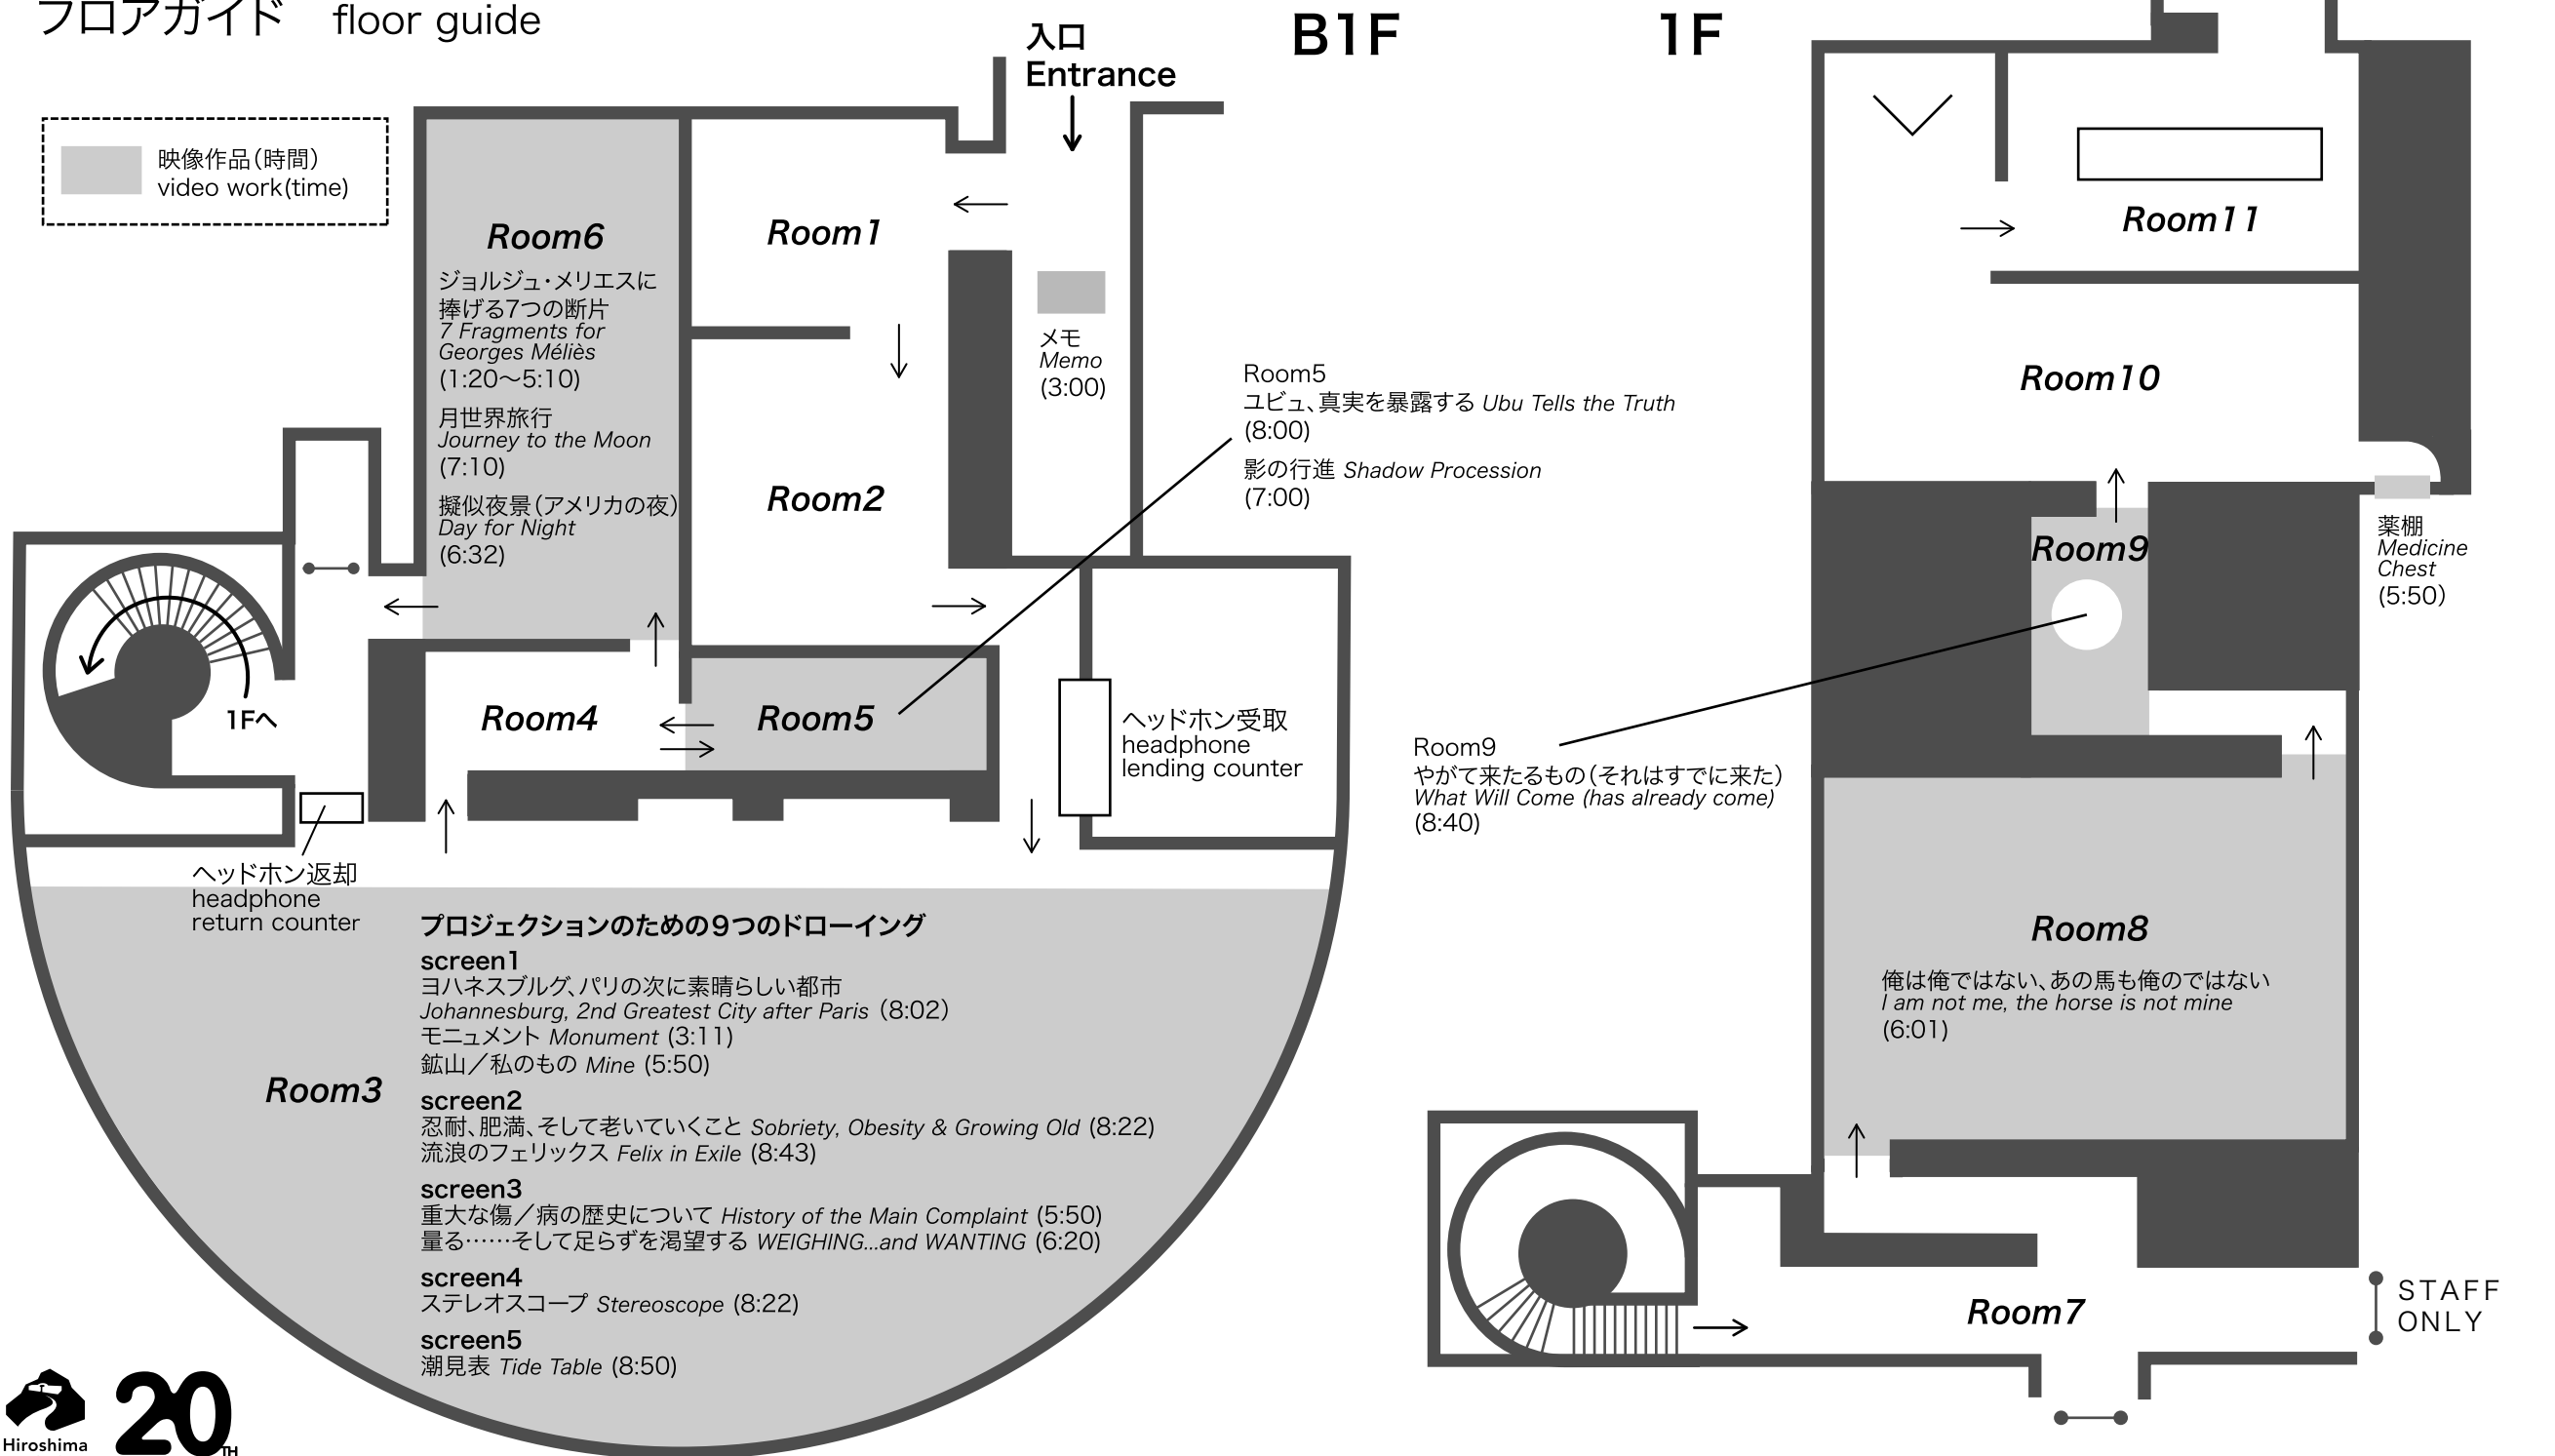 フロアガイド floor guide
映像作品(時間)
video work(time)
入口
Entrance
B1F
1F
Room1
Room2
メモ
Memo
(3:00)
Room6
ジョルジュ・メリエスに
捧げる7つの断片
7 Fragments for
Georges Méliès
(1:20〜5:10)
月世界旅行
Journey to the Moon
(7:10)
擬似夜景(アメリカの夜)
Day for Night
(6:32)
Room5
ユビュ、真実を暴露する Ubu Tells the Truth
(8:00)
影の行進 Shadow Procession
(7:00)
Room4
Room5
1Fへ
ヘッドホン受取
headphone
lending counter
ヘッドホン返却
headphone
return counter
Room3
プロジェクションのための9つのドローイング
screen1
ヨハネスブルグ、パリの次に素晴らしい都市
Johannesburg, 2nd Greatest City after Paris (8:02)
モニュメント Monument (3:11)
鉱山／私のもの Mine (5:50)
screen2
忍耐、肥満、そして老いていくこと Sobriety, Obesity & Growing Old (8:22)
流浪のフェリックス Felix in Exile (8:43)
screen3
重大な傷／病の歴史について History of the Main Complaint (5:50)
量る……そして足らずを渇望する WEIGHING...and WANTING (6:20)
screen4
ステレオスコープ Stereoscope (8:22)
screen5
潮見表 Tide Table (8:50)
Hiroshima
20TH
Room11
Room10
Room9
薬棚
Medicine
Chest
(5:50)
Room9
やがて来たるもの(それはすでに来た)
What Will Come (has already come)
(8:40)
Room8
俺は俺ではない、あの馬も俺のではない
I am not me, the horse is not mine
(6:01)
Room7
STAFF
ONLY